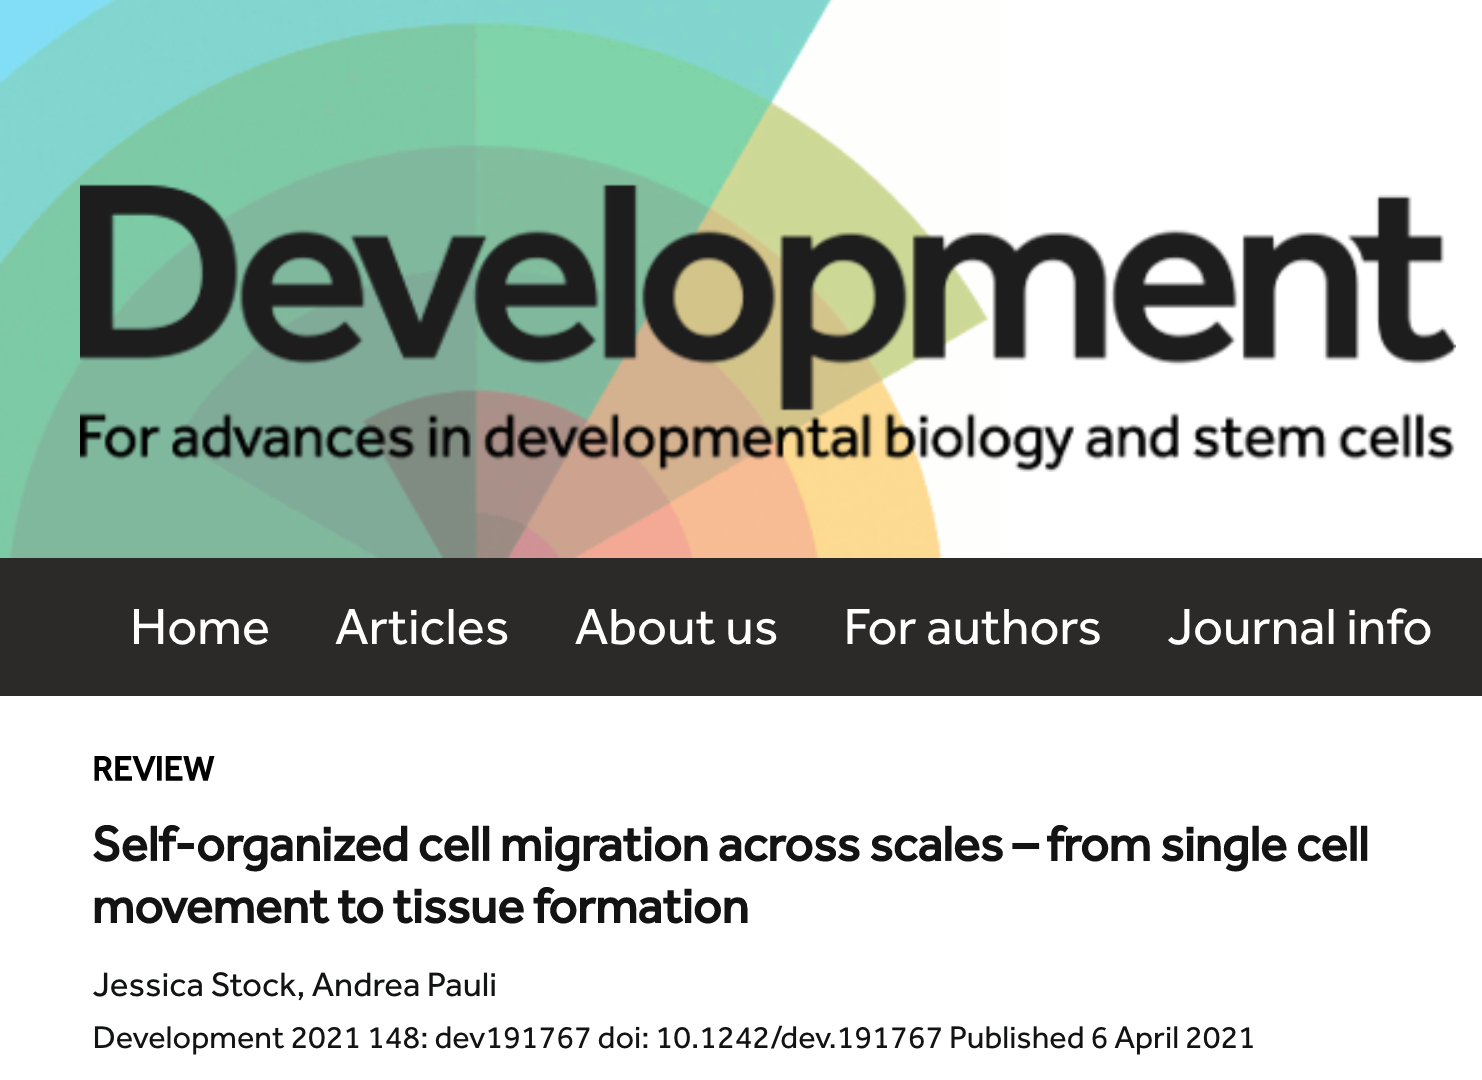 Development
For advances in developmental biology and stem cells
Home Articles About us For authors Journal info
REVIEW
Self-organized cell migration across scales – from single cell
movement to tissue formation
Jessica Stock, Andrea Pauli
Development 2021 148: dev191767 doi: 10.1242/dev.191767 Published 6 April 2021